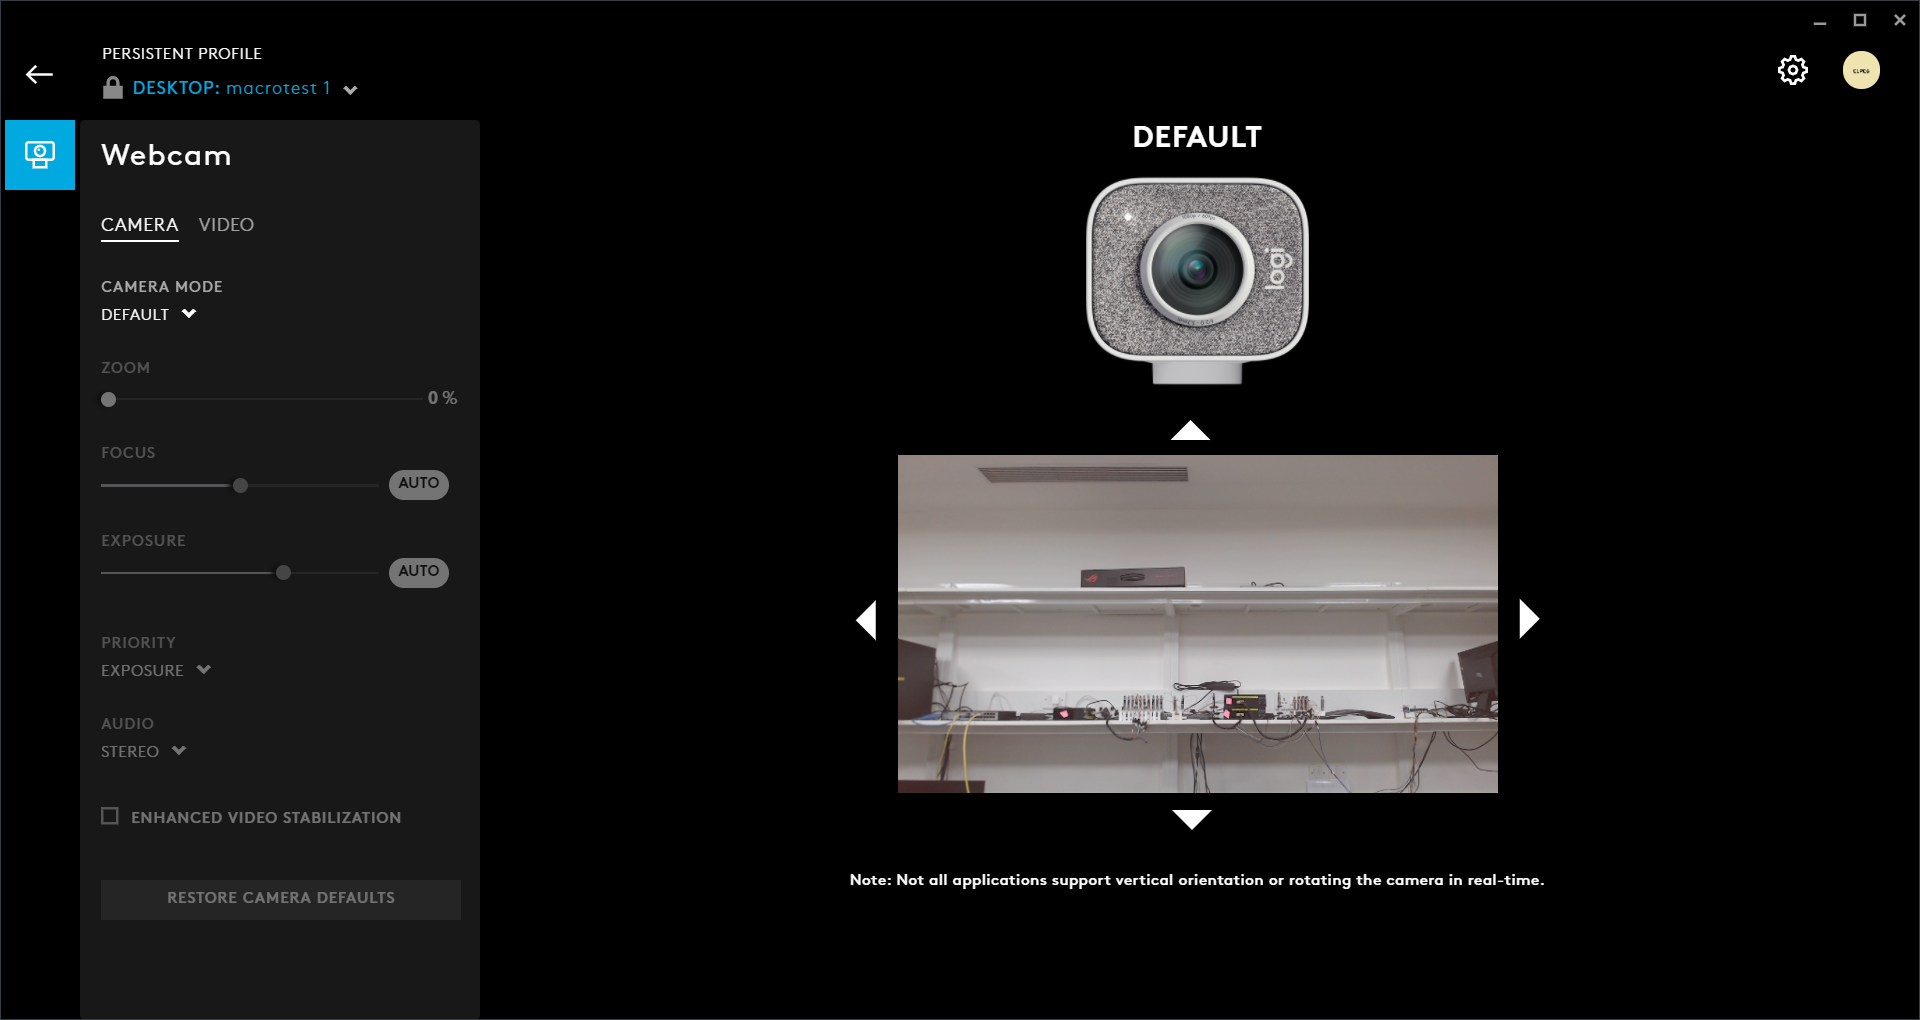 PERSISTENT PROFILE
DESKTOP: macrotest 1
Webcam
CAMERA VIDEO
CAMERA MODE
DEFAULT
ZOOM
0 %
FOCUS
AUTO
EXPOSURE
AUTO
PRIORITY
EXPOSURE
AUDIO
STEREO
ENHANCED VIDEO STABILIZATION
RESTORE CAMERA DEFAULTS
DEFAULT
logi
Note: Not all applications support vertical orientation or rotating the camera in real-time.